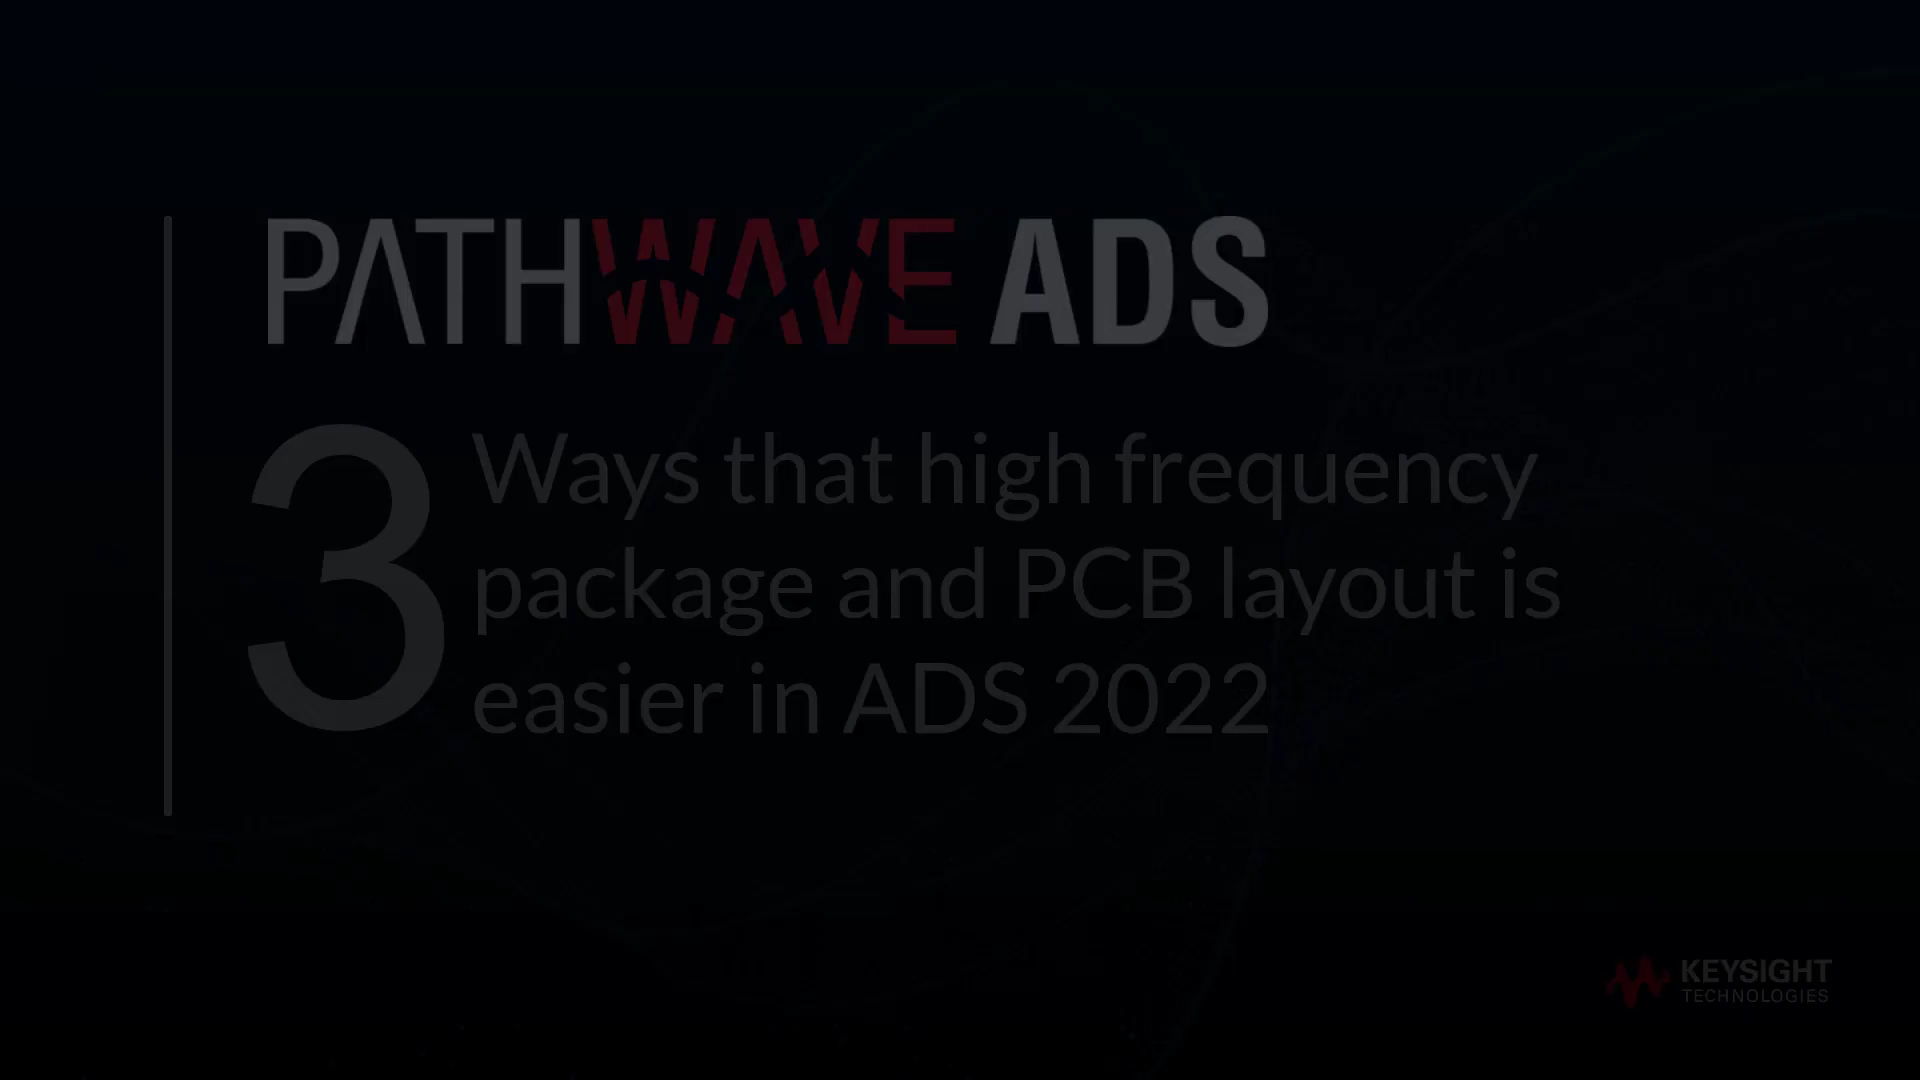 PATHWAVE ADS
3
Ways that high frequency
package and PCB layout is
easier in ADS 2022
KEYSIGHT
TECHNOLOGIES